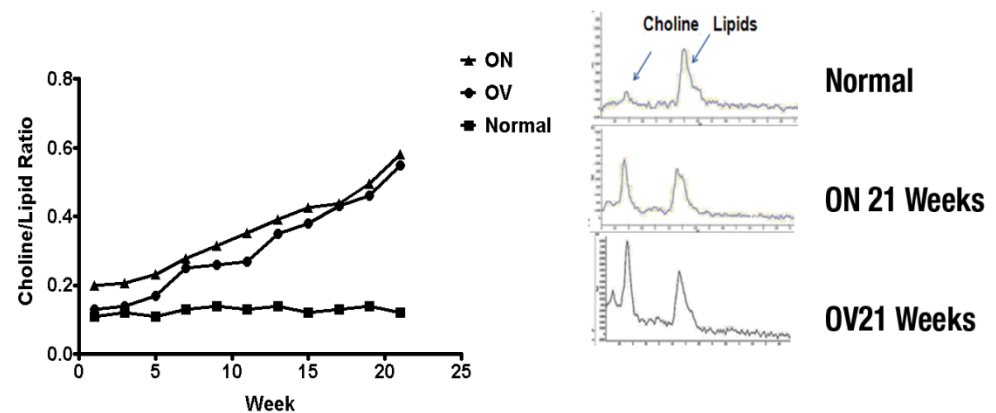 ON
OV
Normal
0.8
0.6
0.4
0.2
0.0
Choline/Lipid Ratio
0 5 10 15 20 25
Week
Choline Lipids
Normal
ON 21 Weeks
OV21 Weeks